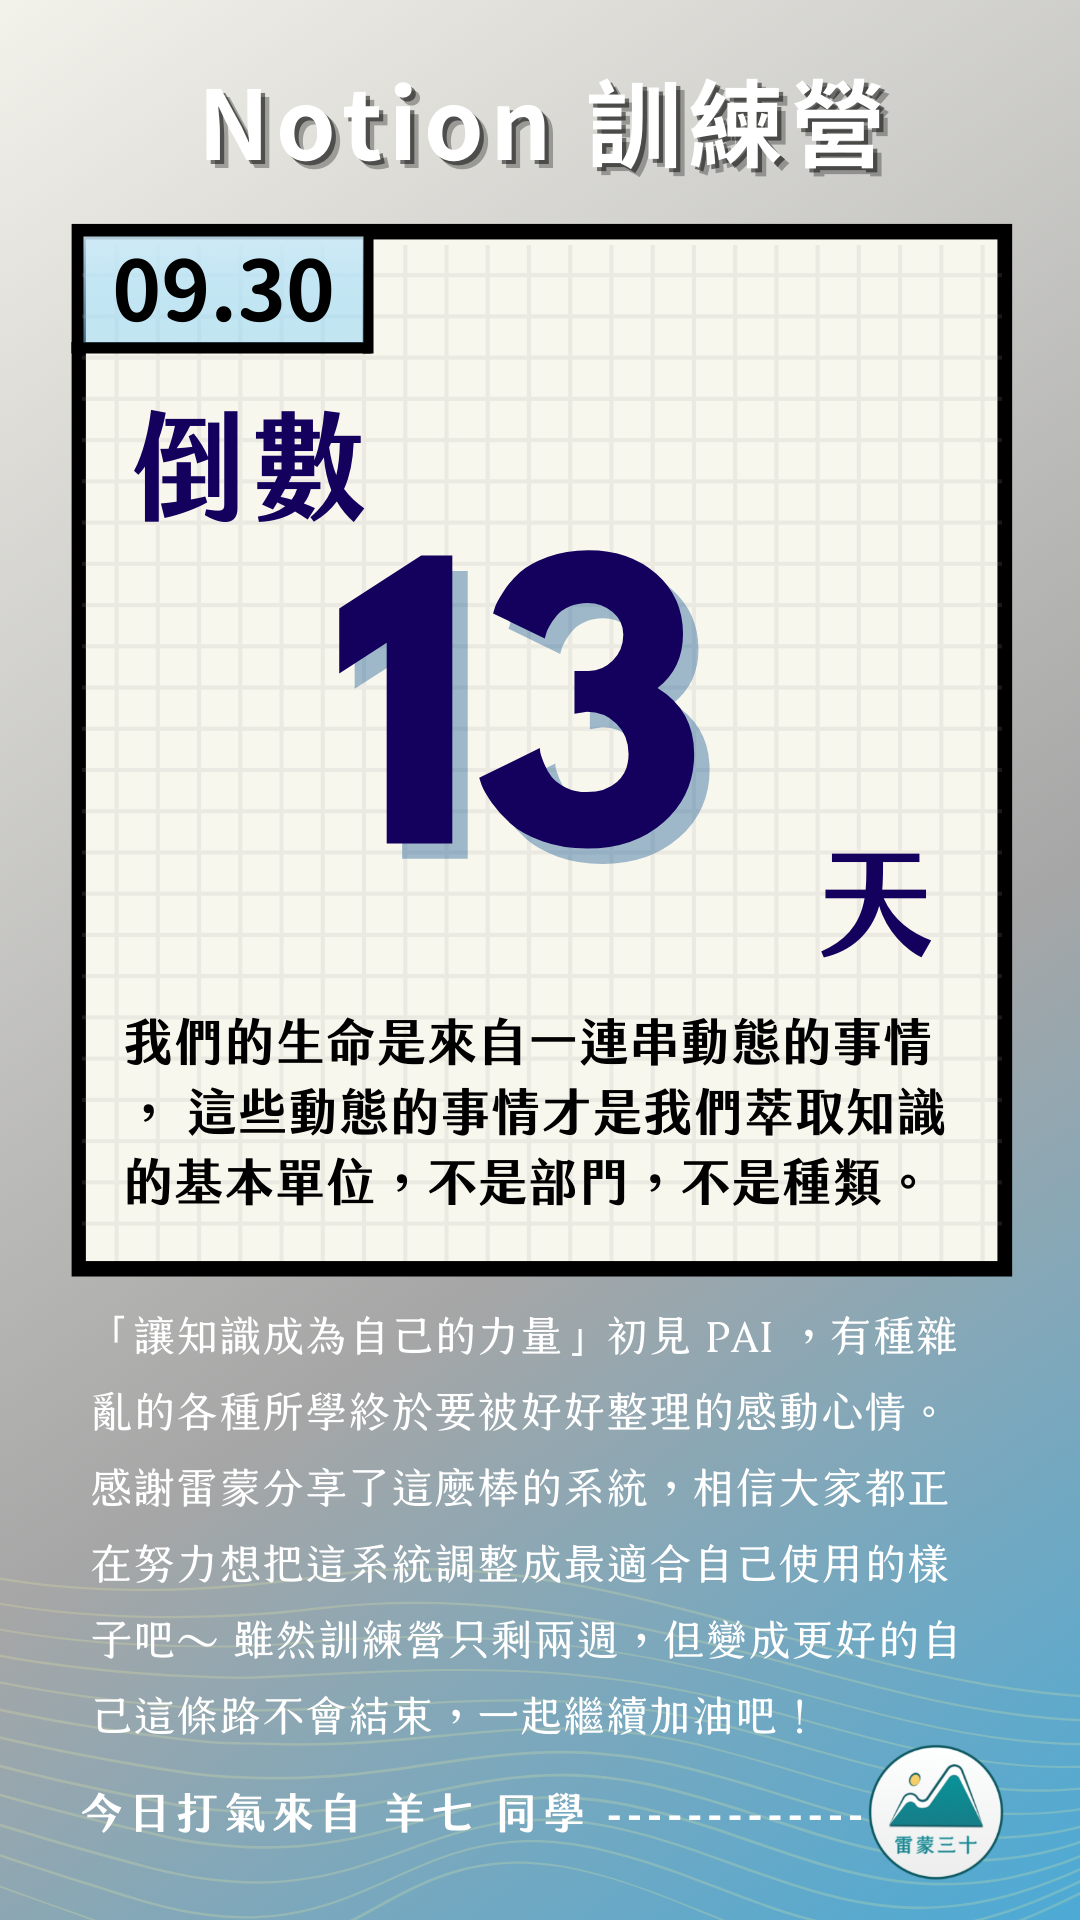 Notion 訓練營
09.30
倒數
13
天
我們的生命是來自一連串動態的事情
， 這些動態的事情才是我們萃取知識
的基本單位，不是部門，不是種類。
「讓知識成為自己的力量」初見 PAI ，有種雜
亂的各種所學終於要被好好整理的感動心情。
感謝雷蒙分享了這麼棒的系統，相信大家都正
在努力想把這系統調整成最適合自己使用的樣
子吧～ 雖然訓練營只剩兩週，但變成更好的自
己這條路不會結束，一起繼續加油吧！
今日打氣來自 羊七 同學 -------------
雷蒙三十